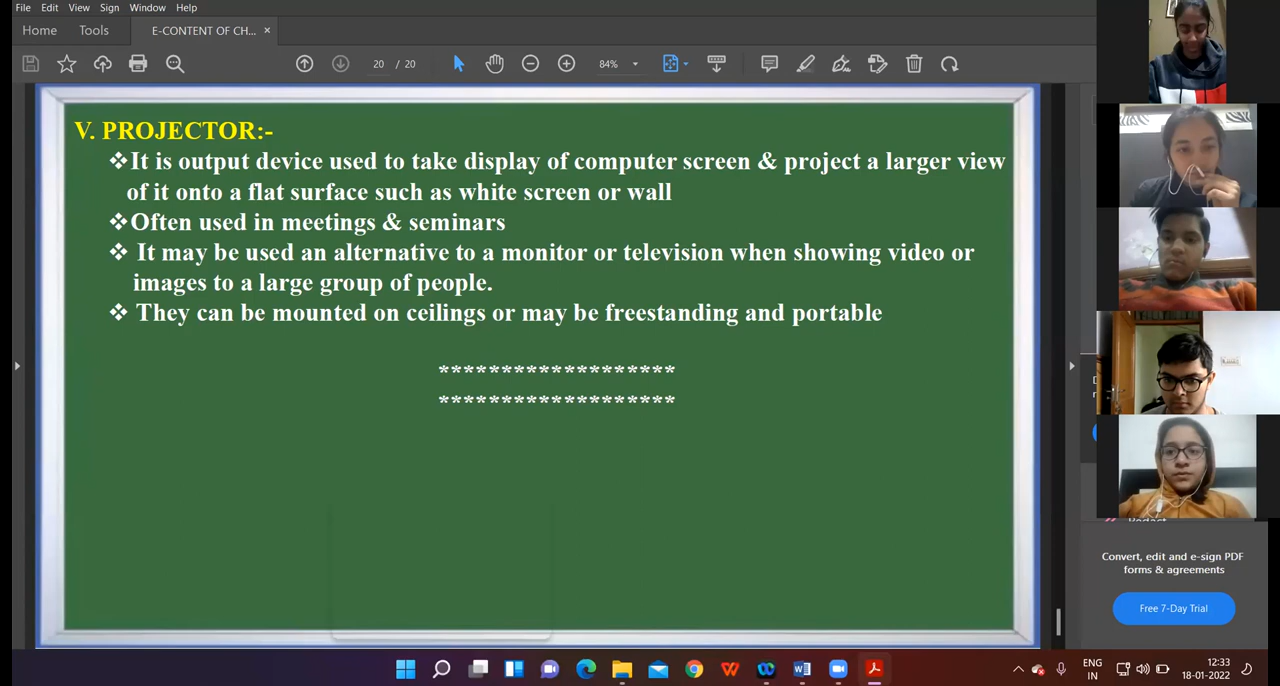 File Edit View Sign Window Help
Home Tools E-CONTENT OF CH... ×
20 / 20 84%
V. PROJECTOR:-
❖It is output device used to take display of computer screen & project a larger view
of it onto a flat surface such as white screen or wall
❖Often used in meetings & seminars
❖ It may be used an alternative to a monitor or television when showing video or
images to a large group of people.
❖ They can be mounted on ceilings or may be freestanding and portable
*******************
*******************
Convert, edit and e-sign PDF
forms & agreements
Free 7-Day Trial
ENG
IN
12:33
18-01-2022